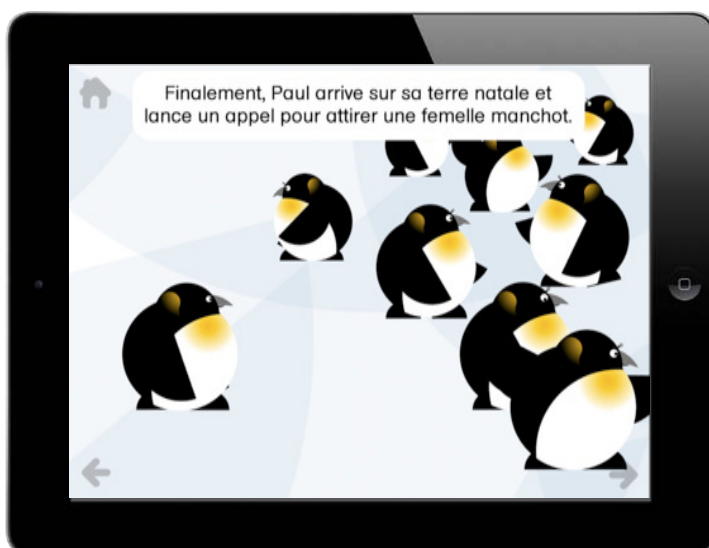 Finalement, Paul arrive sur sa terre natale et
lance un appel pour attirer une femelle manchot.